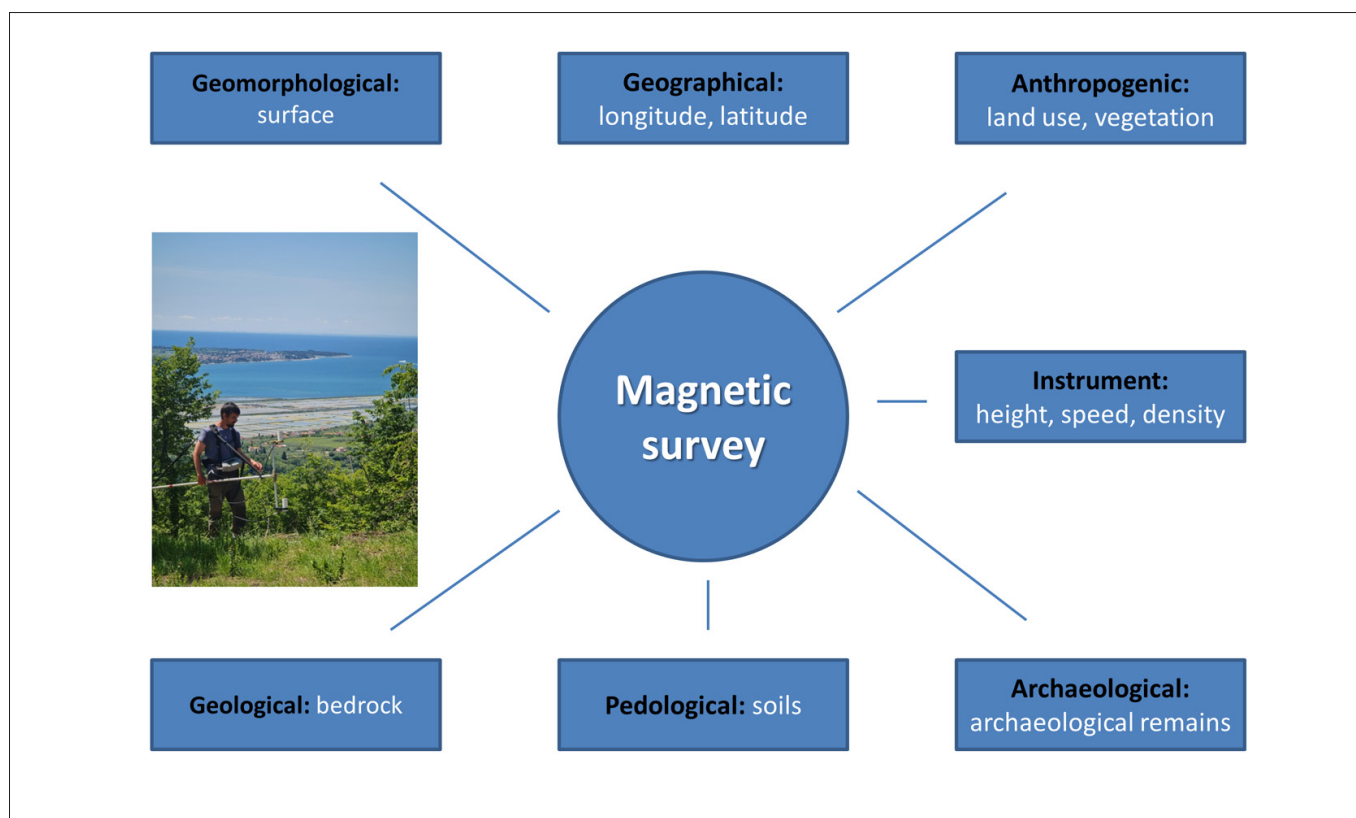 Geomorphological:
surface
Geographical:
longitude, latitude
Anthropogenic:
land use, vegetation
Magnetic
survey
Instrument:
height, speed, density
Geological: bedrock
Pedological: soils
Archaeological:
archaeological remains